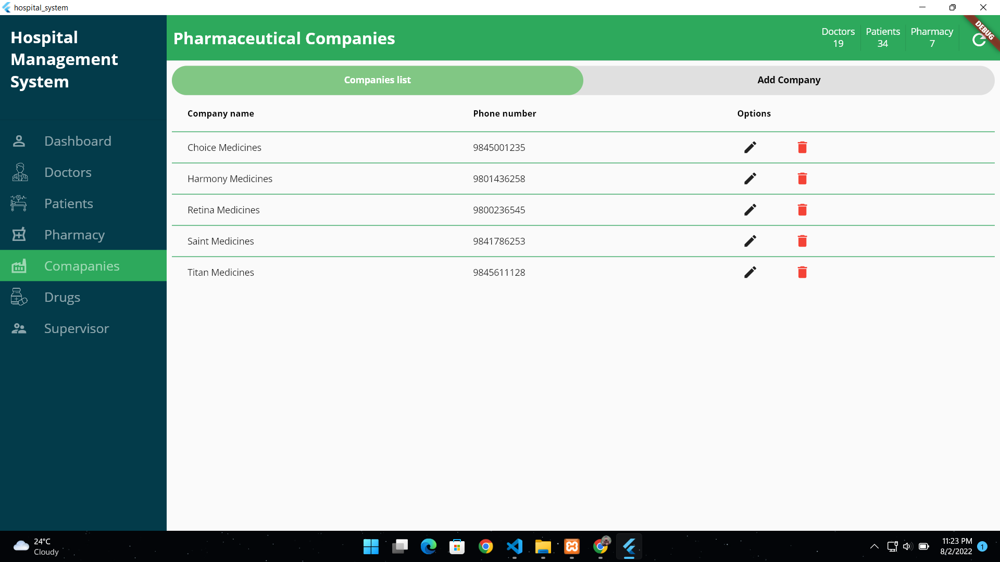 hospital_system
Hospital
Management
System
Pharmaceutical Companies
Doctors
19
Patients
34
Pharmacy
7
DEBUG
Companies list
Add Company
Company name Phone number Options
Choice Medicines 9845001235
Harmony Medicines 9801436258
Retina Medicines 9800236545
Saint Medicines 9841786253
Titan Medicines 9845611128
Dashboard
Doctors
Patients
Pharmacy
Comapanies
Drugs
Supervisor
24°C
Cloudy
11:23 PM
8/2/2022
1